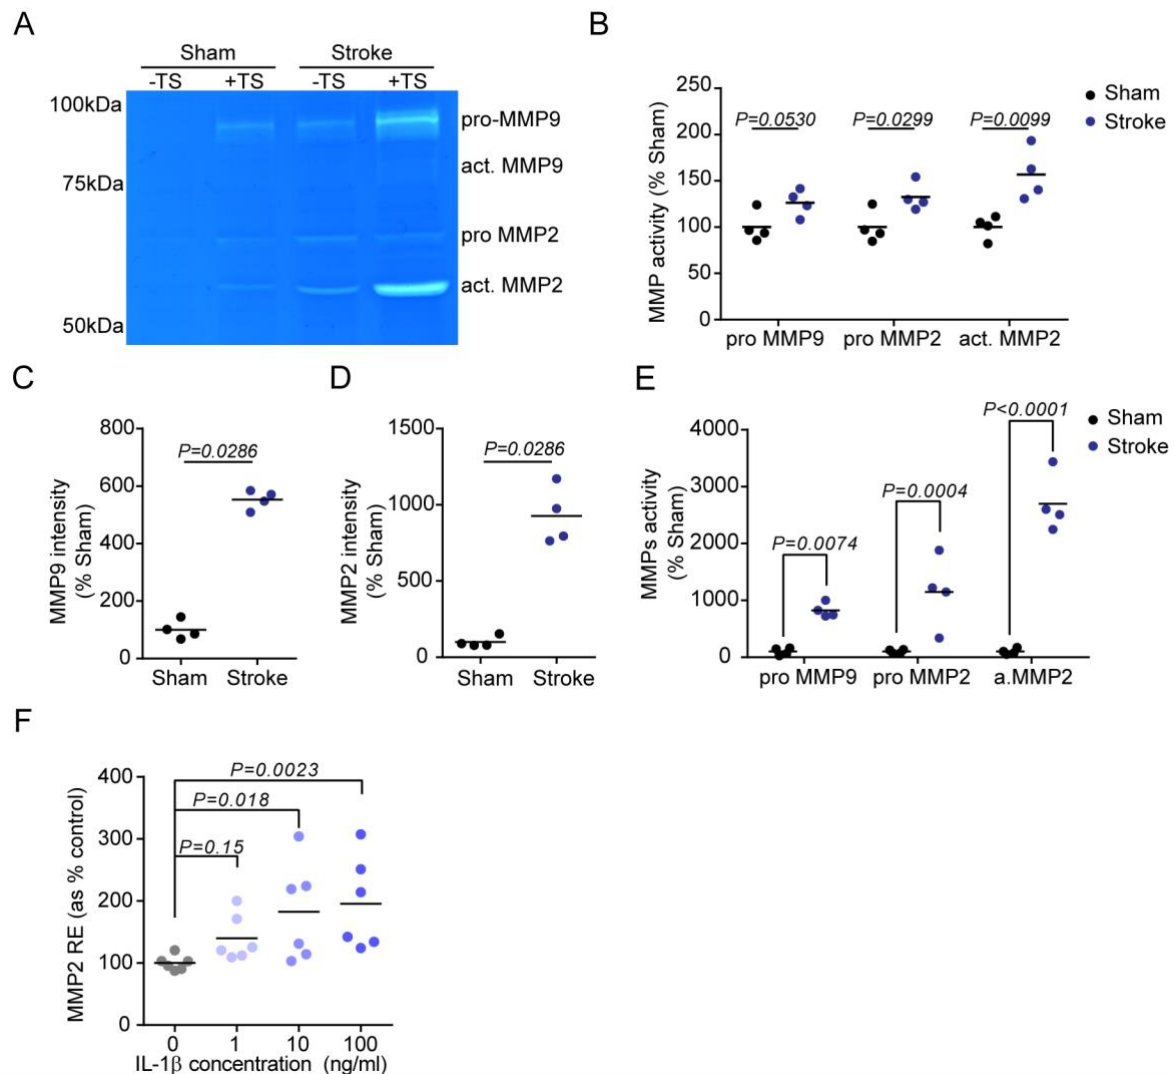 A
Sham Stroke
-TS +TS -TS +TS
100kDa
75kDa
50kDa
pro-MMP9
act. MMP9
pro MMP2
act. MMP2
B
MMP activity (% Sham)
250
200
150
100
50
0
P=0.0530 P=0.0299 P=0.0099
pro MMP9 pro MMP2 act. MMP2
Sham
Stroke
C
MMP9 intensity
(% Sham)
800
600
400
200
0
P=0.0286
Sham Stroke
D
MMP2 intensity
(% Sham)
1500
1000
500
0
P=0.0286
Sham Stroke
E
MMPs activity
(% Sham)
4000
3000
2000
1000
0
P=0.0074
P=0.0004
P<0.0001
pro MMP9 pro MMP2 a.MMP2
Sham
Stroke
F
MMP2 RE (as % control)
400
300
200
100
0
P=0.0023
P=0.018
P=0.15
0 1 10 100
IL-1β concentration (ng/ml)